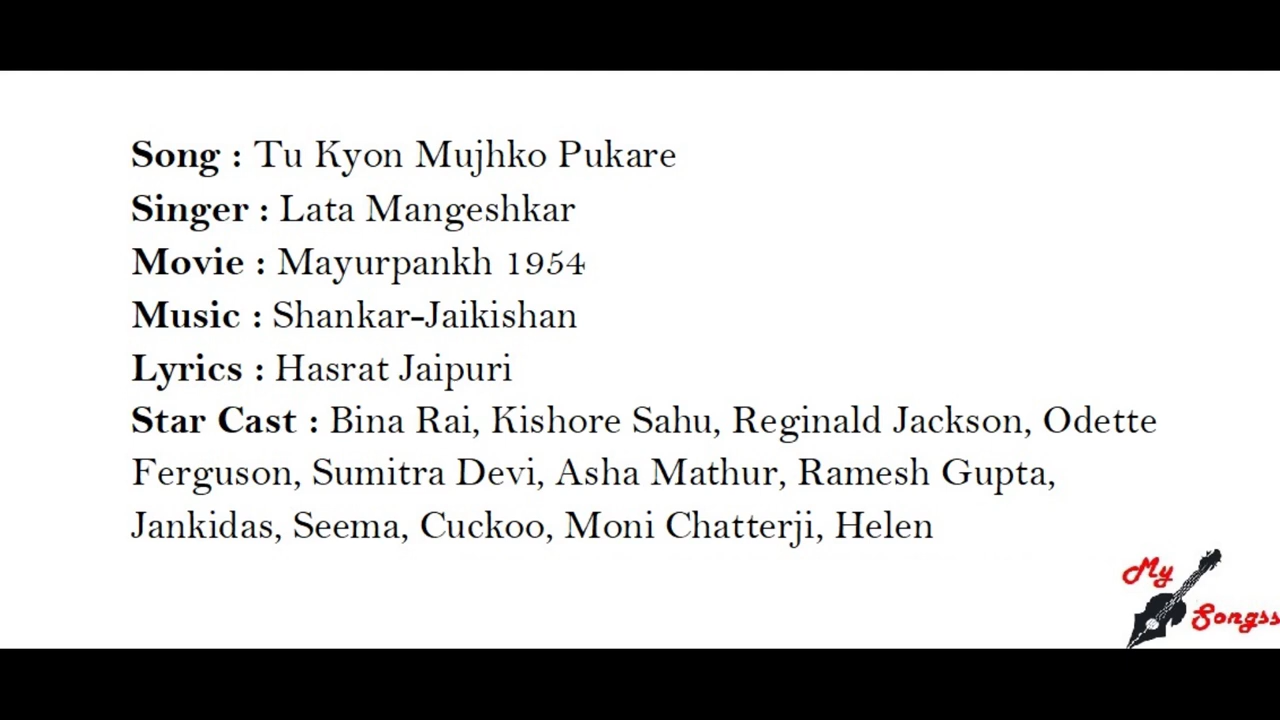 Song : Tu Kyon Mujhko Pukare
Singer : Lata Mangeshkar
Movie : Mayurpankh 1954
Music : Shankar-Jaikishan
Lyrics : Hasrat Jaipuri
Star Cast : Bina Rai, Kishore Sahu, Reginald Jackson, Odette
Ferguson, Sumitra Devi, Asha Mathur, Ramesh Gupta,
Jankidas, Seema, Cuckoo, Moni Chatterji, Helen
My
Songss